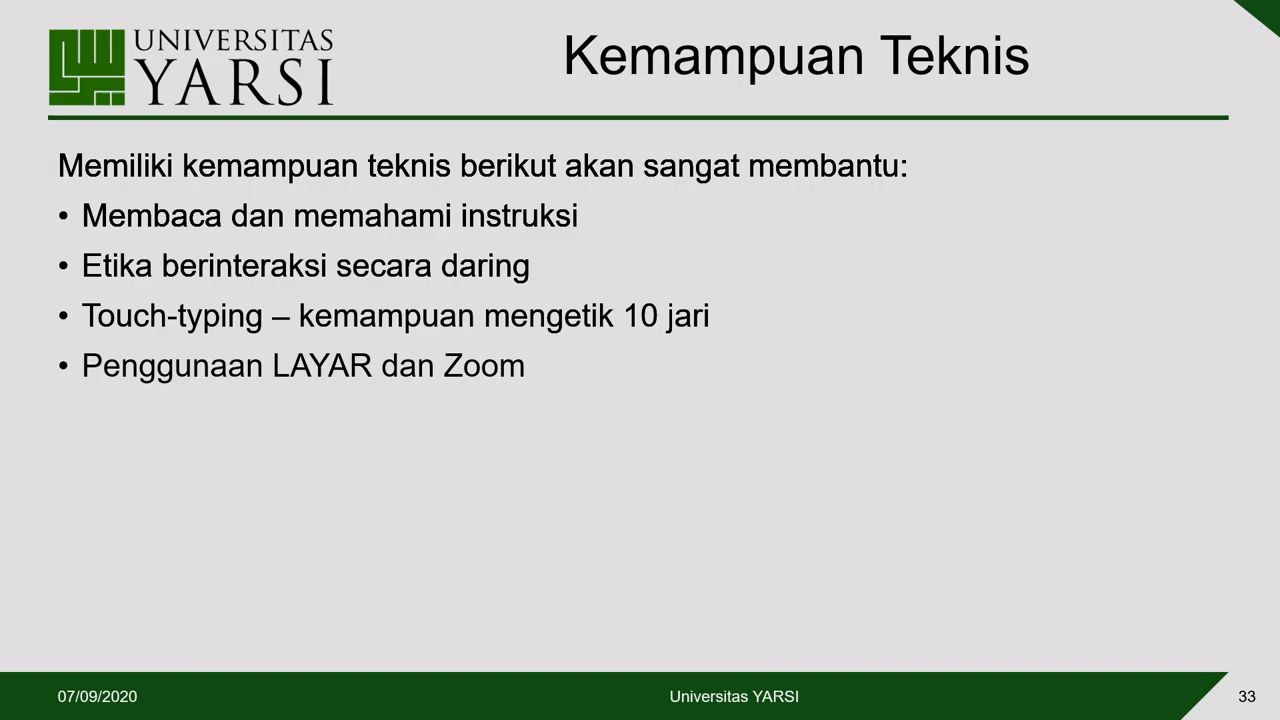 UNIVERSITAS
YARSI
Kemampuan Teknis
Memiliki kemampuan teknis berikut akan sangat membantu:
• Membaca dan memahami instruksi
• Etika berinteraksi secara daring
• Touch-typing – kemampuan mengetik 10 jari
• Penggunaan LAYAR dan Zoom
07/09/2020
Universitas YARSI
33